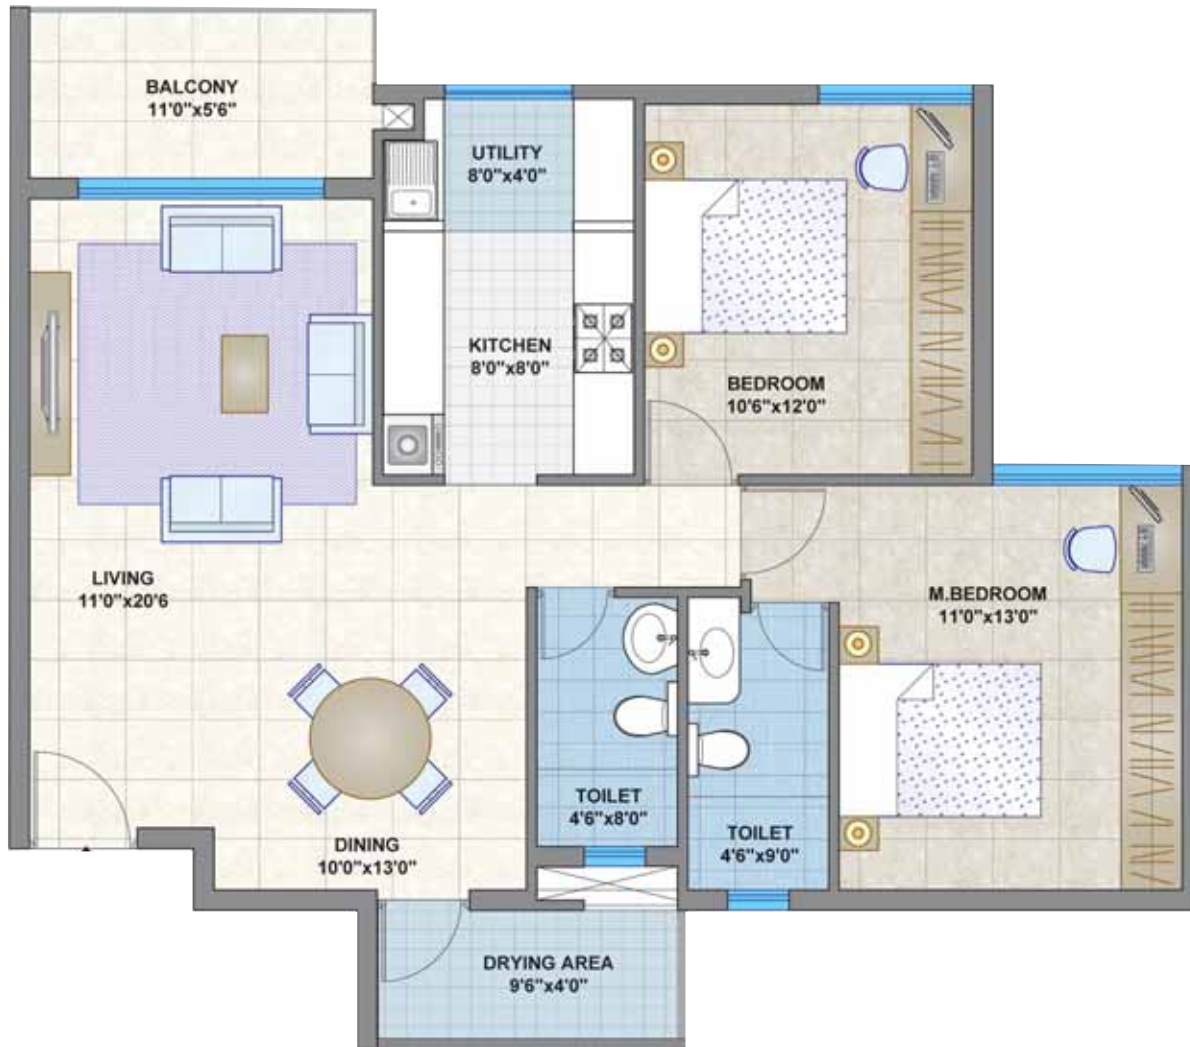 BALCONY
11'0"x5'6"
UTILITY
8'0"x4'0"
KITCHEN
8'0"x8'0"
BEDROOM
10'6"x12'0"
LIVING
11'0"x20'6
M.BEDROOM
11'0"x13'0"
TOILET
4'6"x8'0"
TOILET
4'6"x9'0"
DINING
10'0"x13'0"
DRYING AREA
9'6"x4'0"